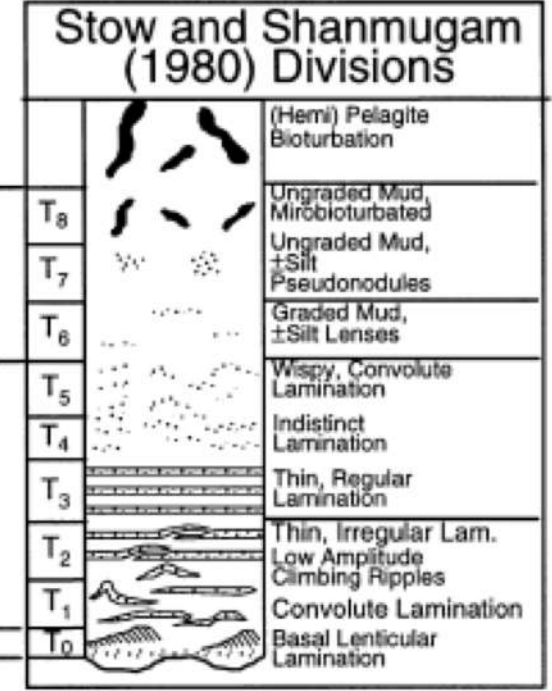 Stow and Shanmugam
(1980) Divisions
(Hemi) Pelagite
Bioturbation
T8
Ungraded Mud,
Mirobioturbated
T7
Ungraded Mud,
±Silt
Pseudonodules
T6
Graded Mud,
±Silt Lenses
T5
Wispy, Convolute
Lamination
T4
Indistinct
Lamination
T3
Thin, Regular
Lamination
T2
Thin, Irregular Lam.
Low Amplitude
Climbing Ripples
T1
Convolute Lamination
T0
Basal Lenticular
Lamination